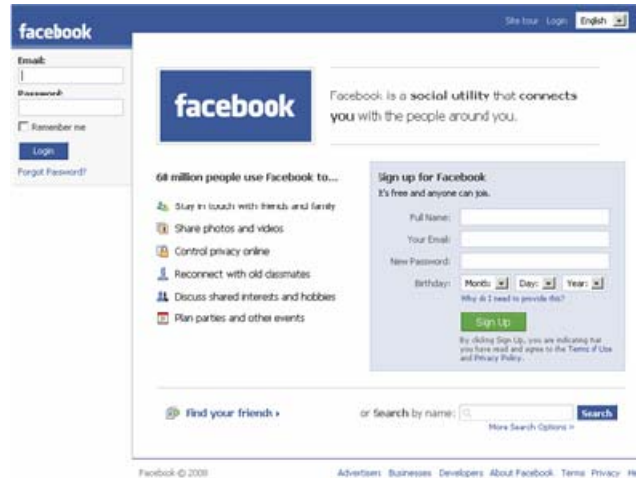 facebook
Site tour Login English
Email:
Password:
Remember me
Login
Forgot Password?
facebook
Facebook is a social utility that connects
you with the people around you.
60 million people use Facebook to...
Stay in touch with friends and family
Share photos and videos
Control privacy online
Reconnect with old classmates
Discuss shared interests and hobbies
Plan parties and other events
Sign up for Facebook
It's free and anyone can join.
Full Name:
Your Email:
New Password:
Birthday: Month: Day: Year:
Why do I need to provide this?
Sign Up
By clicking Sign Up, you are indicating that
you have read and agree to the Terms of Use
and Privacy Policy.
Find your friends
or Search by name: Search
More Search Options »
Facebook © 2008
Advertisers Businesses Developers About Facebook Terms Privacy He